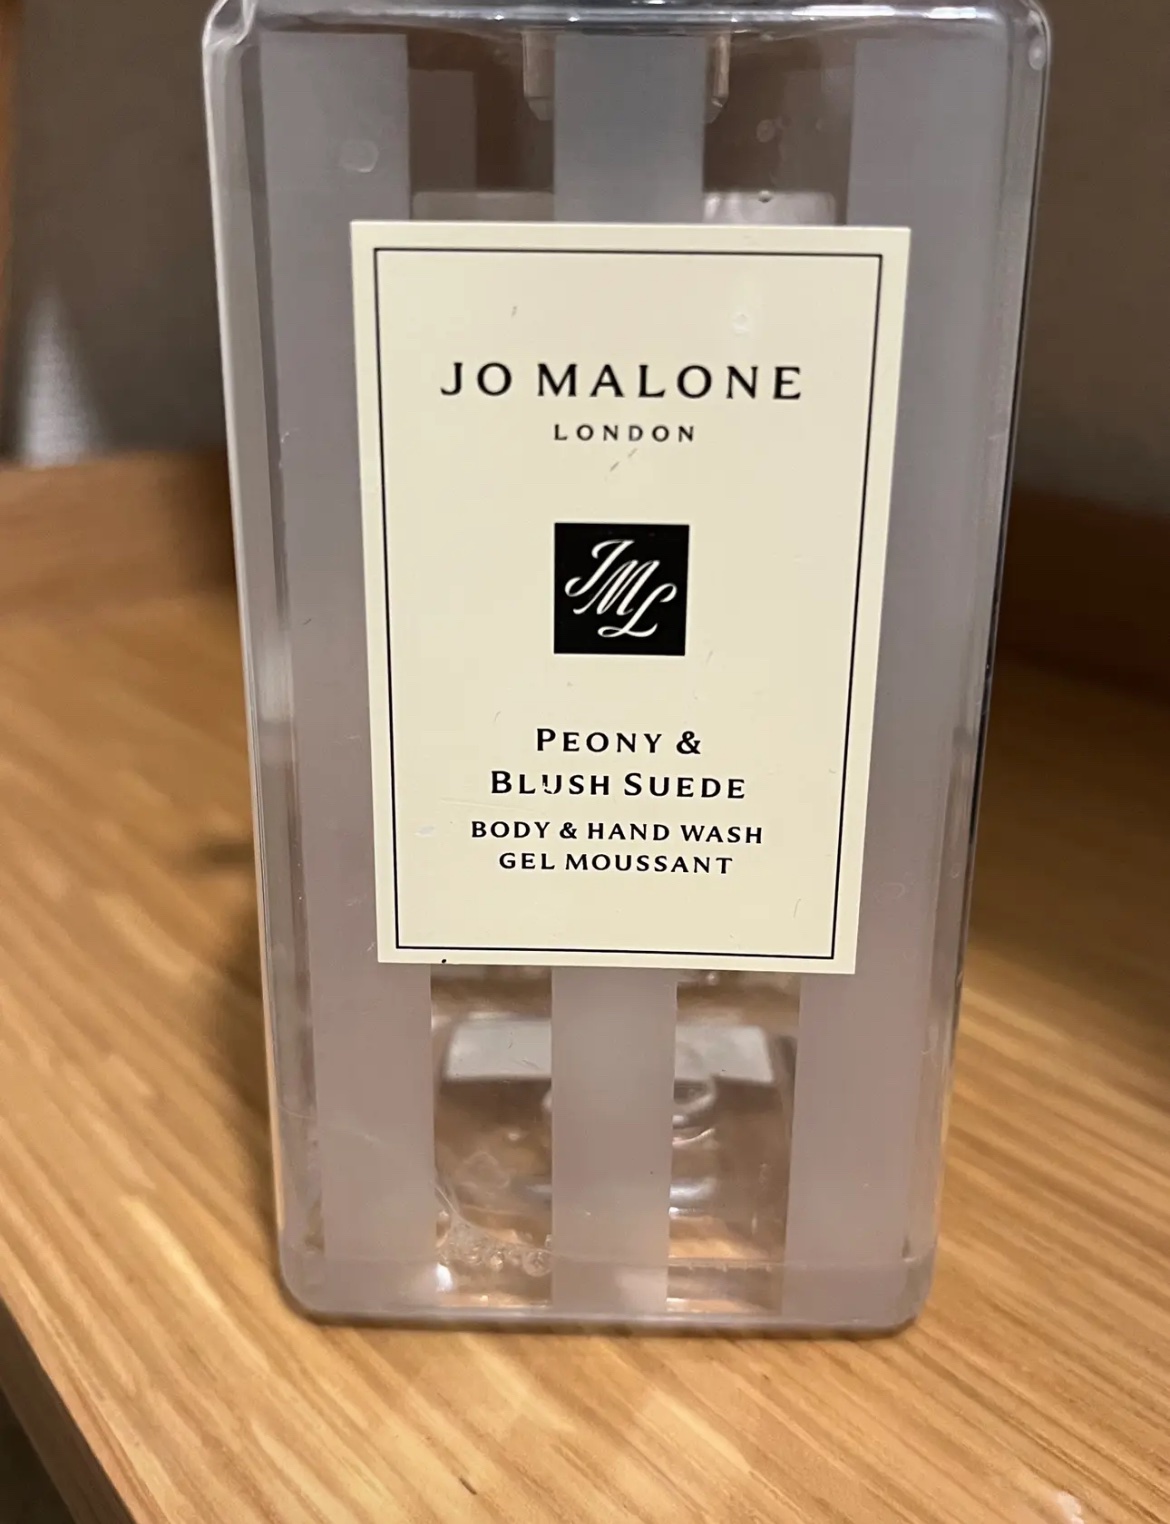 JO MALONE
LONDON
JML
PEONY &
BLUSH SUEDE
BODY & HAND WASH
GEL MOUSSANT